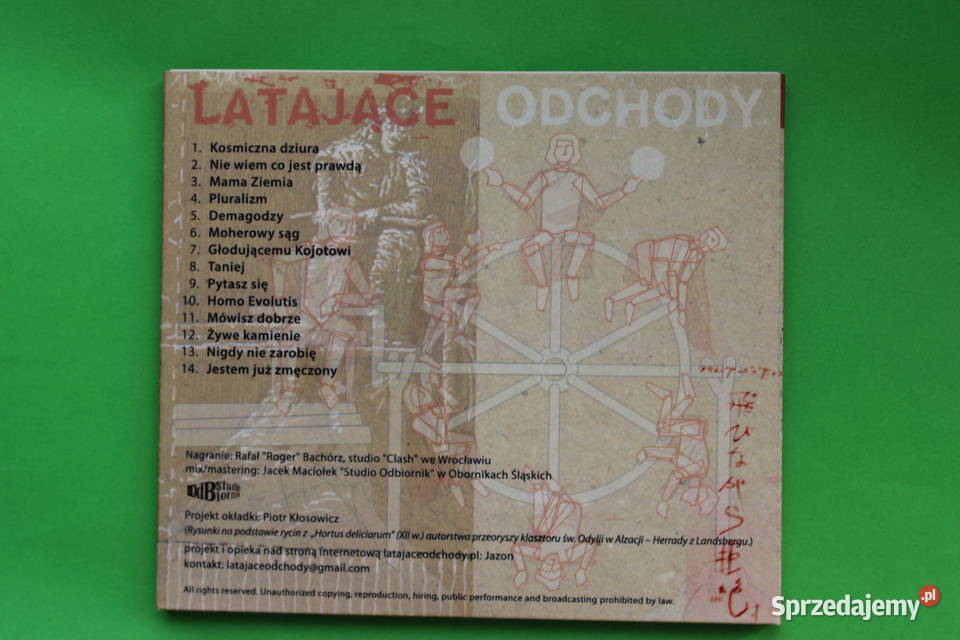 LATAJĄCE ODCHODY
1. Kosmiczna dziura
2. Nie wiem co jest prawdą
3. Mama Ziemia
4. Pluralizm
5. Demagodzy
6. Moherowy sąg
7. Głodującemu Kojotowi
8. Taniej
9. Pytasz się
10. Homo Evolutis
11. Mówisz dobrze
12. Żywe kamienie
13. Nigdy nie zarobię
14. Jestem już zmęczony
Nagranie: Rafał "Roger" Bachórz, studio "Clash" we Wrocławiu
mix/mastering: Jacek Maciołek "Studio Odbiornik" w Obornikach Śląskich
Projekt okładki: Piotr Kłosowicz
(Rysunki na podstawie rycin z „Hortus deliciarum" (XII w.) autorstwa przeoryszy klasztoru św. Odylii w Alzacji – Herrady z Landsbergu.)
projekt i opieka nad stroną internetową latajaceodchody.pl: Jazon
kontakt: latajaceodchody@gmail.com
All rights reserved. Unauthorized copying, reproduction, hiring, public performance and broadcasting prohibited by law.
Sprzedajemy.pl